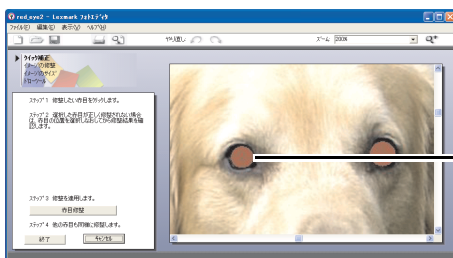 red_eye2 - Lexmark フォトエディタ
ファイル(F) 編集(E) 表示(V) ヘルプ(H)
やり直し
ズーム 200%
クイック補正
イメージの修整
イメージのサイズ
ドローツール
ステップ 1 修整したい赤目をクリックします。
ステップ 2 選択した赤目が正しく修整されない場合
は、赤目の位置を選択しなおしてから修整結果を確
認します。
ステップ 3 修整を適用します。
赤目修整
ステップ 4 他の赤目も同様に修整します。
終了
キャンセル